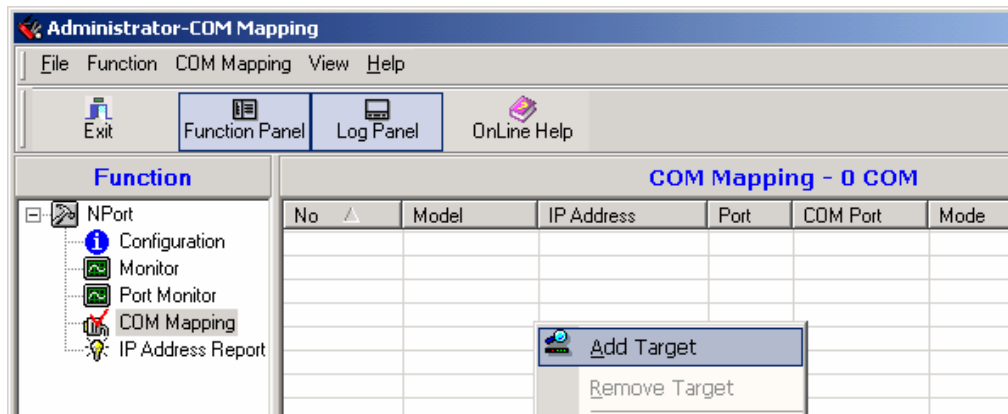 Administrator-COM Mapping
File Function COM Mapping View Help
Exit Function Panel Log Panel OnLine Help
Function
COM Mapping - 0 COM
NPort
Configuration
Monitor
Port Monitor
COM Mapping
IP Address Report
No Model IP Address Port COM Port Mode
Add Target
Remove Target